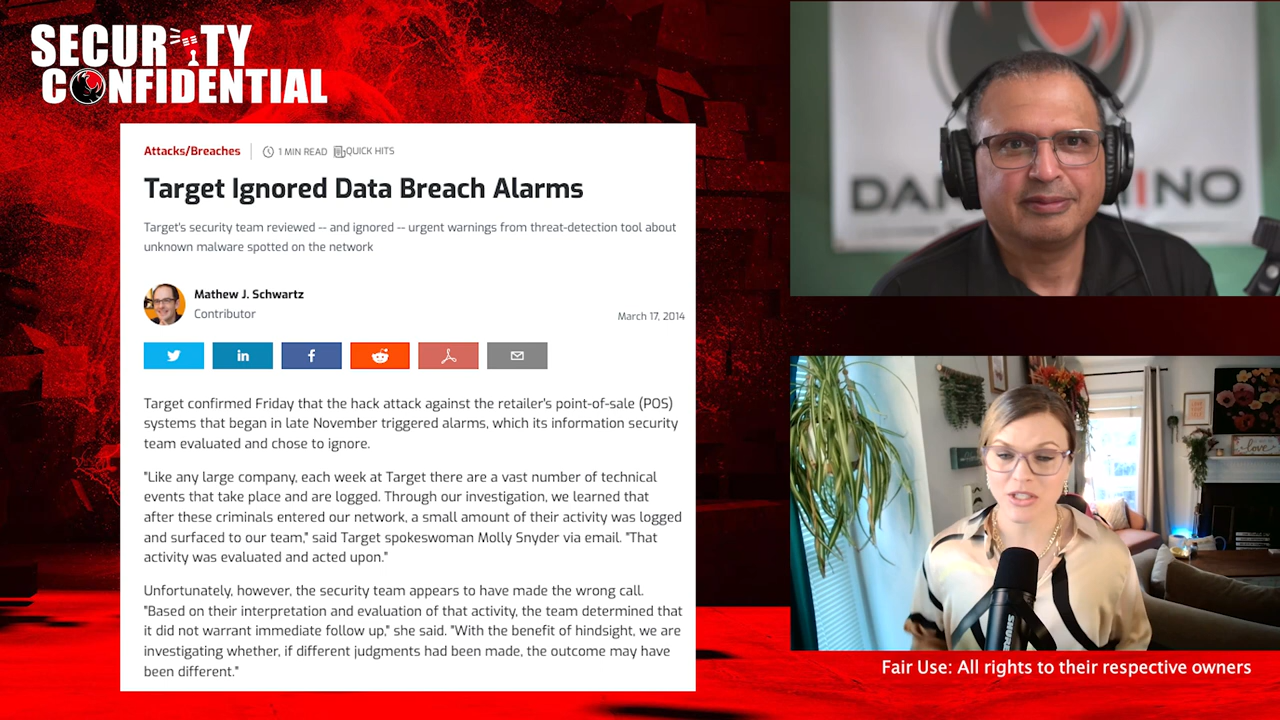 SECURITY
CONFIDENTIAL
Attacks/Breaches
1 MIN READ
QUICK HITS
Target Ignored Data Breach Alarms
Target's security team reviewed -- and ignored -- urgent warnings from threat-detection tool about
unknown malware spotted on the network
Mathew J. Schwartz
Contributor
March 17, 2014
in
f
Target confirmed Friday that the hack attack against the retailer's point-of-sale (POS)
systems that began in late November triggered alarms, which its information security
team evaluated and chose to ignore.
"Like any large company, each week at Target there are a vast number of technical
events that take place and are logged. Through our investigation, we learned that
after these criminals entered our network, a small amount of their activity was logged
and surfaced to our team," said Target spokeswoman Molly Snyder via email. "That
activity was evaluated and acted upon."
Unfortunately, however, the security team appears to have made the wrong call.
"Based on their interpretation and evaluation of that activity, the team determined that
it did not warrant immediate follow up," she said. "With the benefit of hindsight, we are
investigating whether, if different judgments had been made, the outcome may have
been different."
love
SHURE
Fair Use: All rights to their respective owners